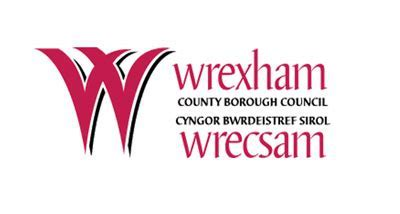 wrexham
COUNTY BOROUGH COUNCIL
CYNGOR BWRDEISTREF SIROL
wrecsam